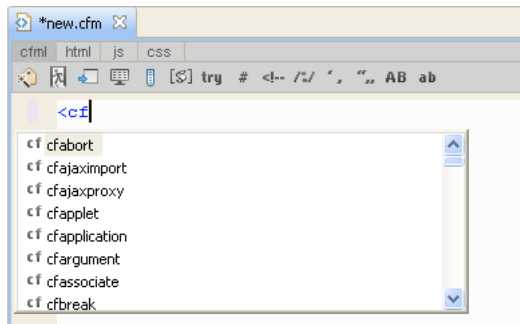 *new.cfm
cfml html js css
[S] try # <!-- /*/ ‘, “„ AB ab
<cf
cf cfabort
cf cfajaximport
cf cfajaxproxy
cf cfapplet
cf cfapplication
cf cfargument
cf cfassociate
cf cfbreak